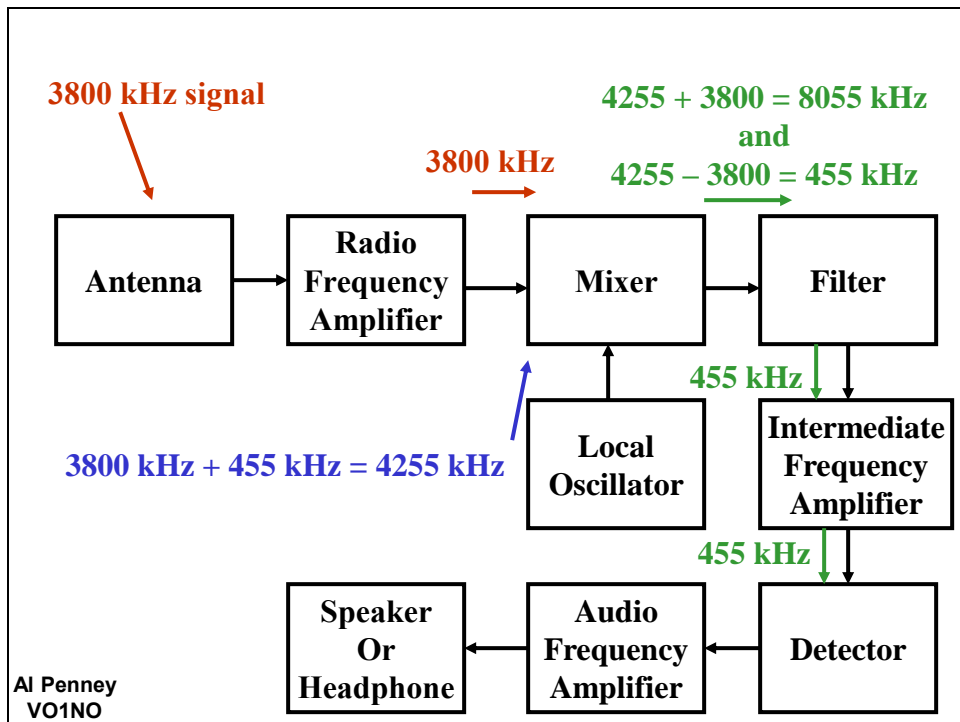 3800 kHz signal
4255 + 3800 = 8055 kHz
and
4255 – 3800 = 455 kHz
3800 kHz
Antenna
Radio
Frequency
Amplifier
Mixer
Filter
455 kHz
3800 kHz + 455 kHz = 4255 kHz
Local
Oscillator
Intermediate
Frequency
Amplifier
455 kHz
Speaker
Or
Headphone
Audio
Frequency
Amplifier
Detector
Al Penney
VO1NO